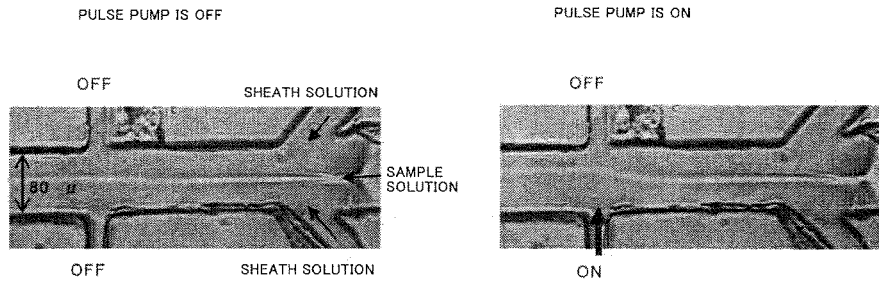 PULSE PUMP IS OFF
PULSE PUMP IS ON
OFF
SHEATH SOLUTION
OFF
80 μ
SAMPLE
SOLUTION
OFF
SHEATH SOLUTION
ON